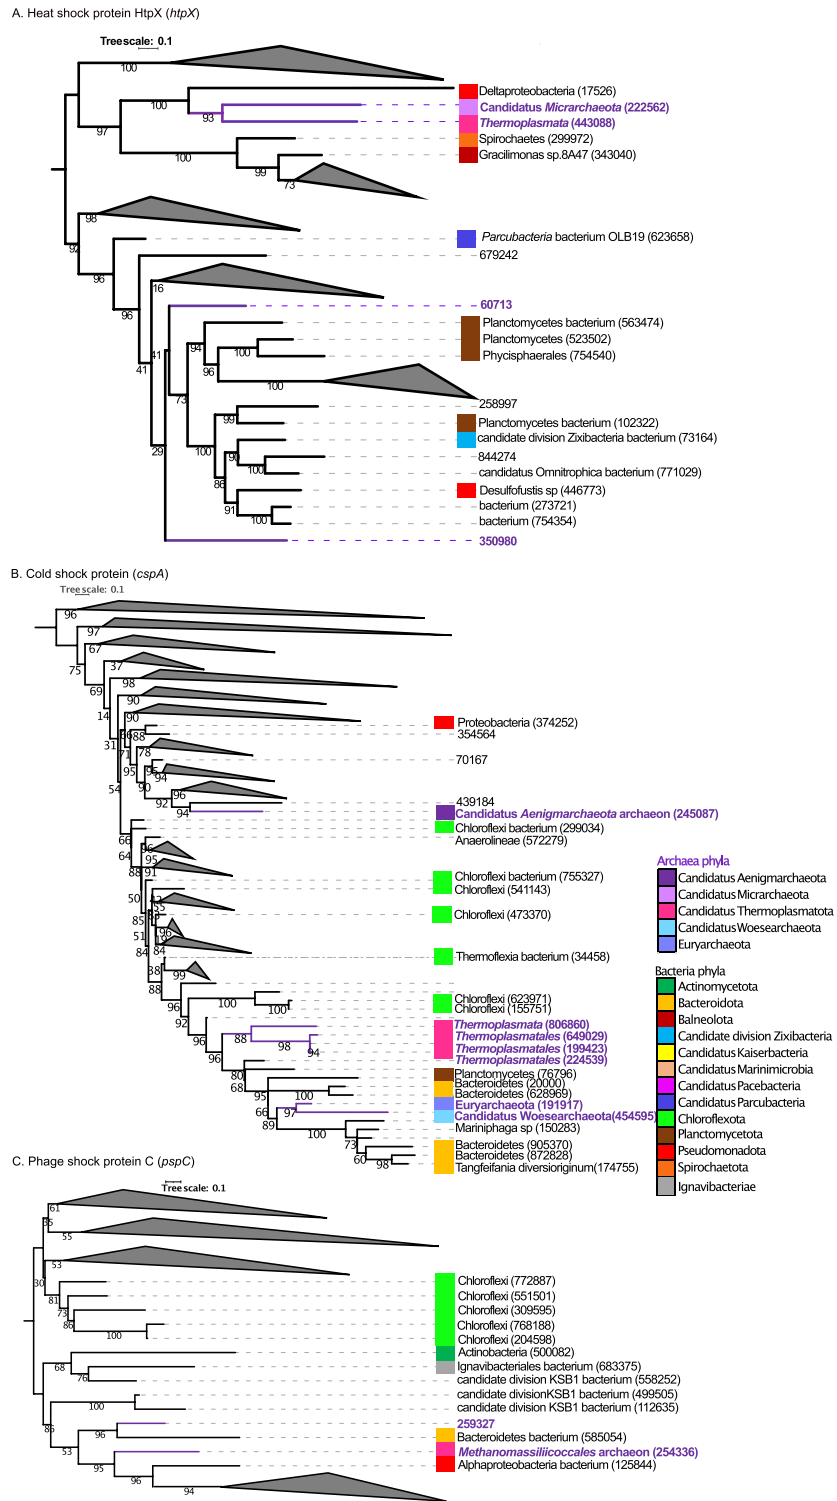 A. Heat shock protein HtpX (htpX)
Tree scale: 0.1
100
Deltaproteobacteria (17526)
100
Candidatus Micrarchaeota (222562)
93
Thermoplasmata (443088)
97
Spirochaetes (299972)
100
Gracilimonas sp.8A47 (343040)
99
73
98
Parcubacteria bacterium OLB19 (623658)
92
679242
96
16
60713
96
Planctomycetes bacterium (563474)
94
Planctomycetes (523502)
100
41
Phycisphaerales (754540)
41
96
100
73
258997
99
Planctomycetes bacterium (102322)
candidate division Zixibacteria bacterium (73164)
29
100
90
844274
100
candidatus Omnitrophica bacterium (771029)
86
Desulfofustis sp (446773)
91
bacterium (273721)
100
bacterium (754354)
350980
B. Cold shock protein (cspA)
Tree scale: 0.1
96
97
67
75
37
69
98
90
14
90
Proteobacteria (374252)
66
88
354564
31
71
78
70167
95
95
94
54
90
96
92
439184
94
Candidatus Aenigmarchaeota archaeon (245087)
Chloroflexi bacterium (299034)
66
Anaerolineae (572279)
96
64
95
88
91
Chloroflexi bacterium (755327)
Chloroflexi (541143)
50
55
Chloroflexi (473370)
85
96
51
84
84
Thermoflexia bacterium (34458)
38
99
88
Chloroflexi (623971)
96
100
100
Chloroflexi (155751)
92
Thermoplasmata (806860)
88
Thermoplasmatales (649029)
98
Thermoplasmatales (199423)
96
94
Thermoplasmatales (224539)
80
Planctomycetes (76796)
68
Bacteroidetes (20000)
95
100
Bacteroidetes (628969)
Euryarchaeota (191917)
66
97
Candidatus Woesearchaeota(454595)
89
100
Mariniphaga sp (150283)
73
Bacteroidetes (905370)
60
Bacteroidetes (872828)
98
Tangfeifania diversioriginum(174755)
Archaea phyla
Candidatus Aenigmarchaeota
Candidatus Micrarchaeota
Candidatus Thermoplasmatota
Candidatus Woesearchaeota
Euryarchaeota
Bacteria phyla
Actinomycetota
Bacteroidota
Balneolota
Candidate division Zixibacteria
Candidatus Kaiserbacteria
Candidatus Marinimicrobia
Candidatus Pacebacteria
Candidatus Parcubacteria
Chloroflexota
Planctomycetota
Pseudomonadota
Spirochaetota
Ignavibacteriae
C. Phage shock protein C (pspC)
Tree scale: 0.1
61
35
55
53
30
Chloroflexi (772887)
81
Chloroflexi (551501)
73
Chloroflexi (309595)
86
Chloroflexi (768188)
100
Chloroflexi (204598)
Actinobacteria (500082)
68
Ignavibacteriales bacterium (683375)
76
candidate division KSB1 bacterium (558252)
candidate divisionKSB1 bacterium (499505)
100
candidate division KSB1 bacterium (112635)
86
259327
96
Bacteroidetes bacterium (585054)
53
Methanomassiliicoccales archaeon (254336)
95
Alphaproteobacteria bacterium (125844)
96
94